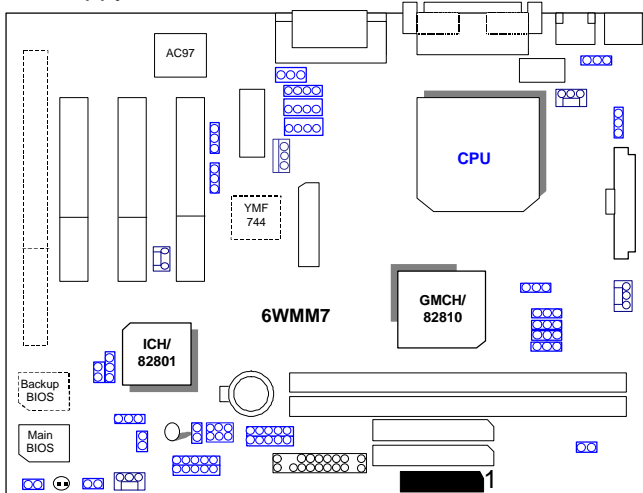 AC97
CPU
YMF
744
6WMM7
GMCH/
82810
ICH/
82801
Backup
BIOS
Main
BIOS
1